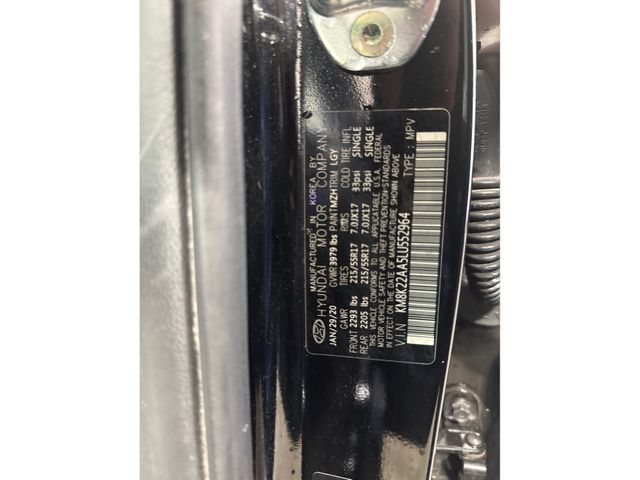 MANUFACTURED IN KOREA BY
HYUNDAI MOTOR COMPANY
JAN/29/20 GVWR 3979 lbs PAINT MZH TRIM LGY
GAWR TIRES RIMS COLD TIRE INFL
FRONT 2293 lbs 215/55R17 7.0JX17 33psi SINGLE
REAR 2205 lbs 215/55R17 7.0JX17 33psi SINGLE
THIS VEHICLE CONFORMS TO ALL APPLICABLE U.S.A. FEDERAL
MOTOR VEHICLE SAFETY AND THEFT PREVENTION STANDARDS
IN EFFECT ON THE DATE OF MANUFACTURE SHOWN ABOVE
V.I.N KM8K22AA5LU552964 TYPE : MPV